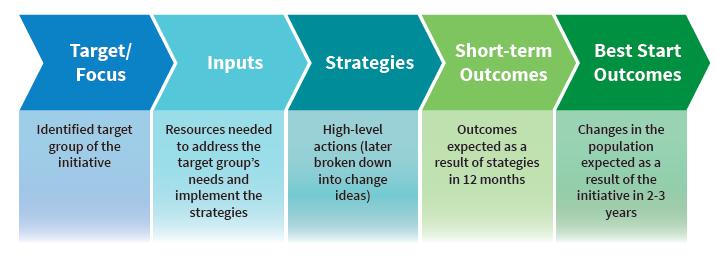 Target/
Focus
Inputs
Strategies
Short-term
Outcomes
Best Start
Outcomes
Identified target
group of the
initiative
Resources needed
to address the
target group's
needs and
implement the
strategies
High-level
actions (later
broken down
into change
ideas)
Outcomes
expected as a
result of stategies
in 12 months
Changes in the
population
expected as a
result of the
initiative in 2-3
years